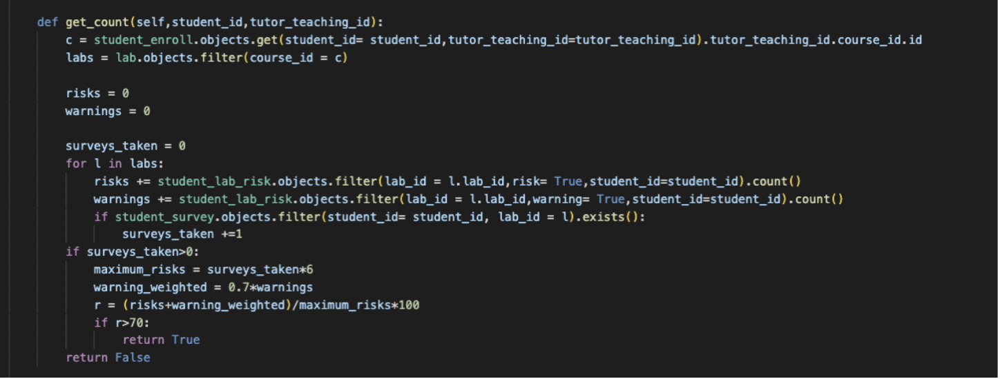 def get_count(self,student_id,tutor_teaching_id):
    c = student_enroll.objects.get(student_id= student_id,tutor_teaching_id=tutor_teaching_id).tutor_teaching_id.course_id.id
    labs = lab.objects.filter(course_id = c)

    risks = 0
    warnings = 0

    surveys_taken = 0
    for l in labs:
        risks += student_lab_risk.objects.filter(lab_id = l.lab_id,risk= True,student_id=student_id).count()
        warnings += student_lab_risk.objects.filter(lab_id = l.lab_id,warning= True,student_id=student_id).count()
        if student_survey.objects.filter(student_id= student_id, lab_id = l).exists():
            surveys_taken +=1
    if surveys_taken>0:
        maximum_risks = surveys_taken*6
        warning_weighted = 0.7*warnings
        r = (risks+warning_weighted)/maximum_risks*100
        if r>70:
            return True
    return False